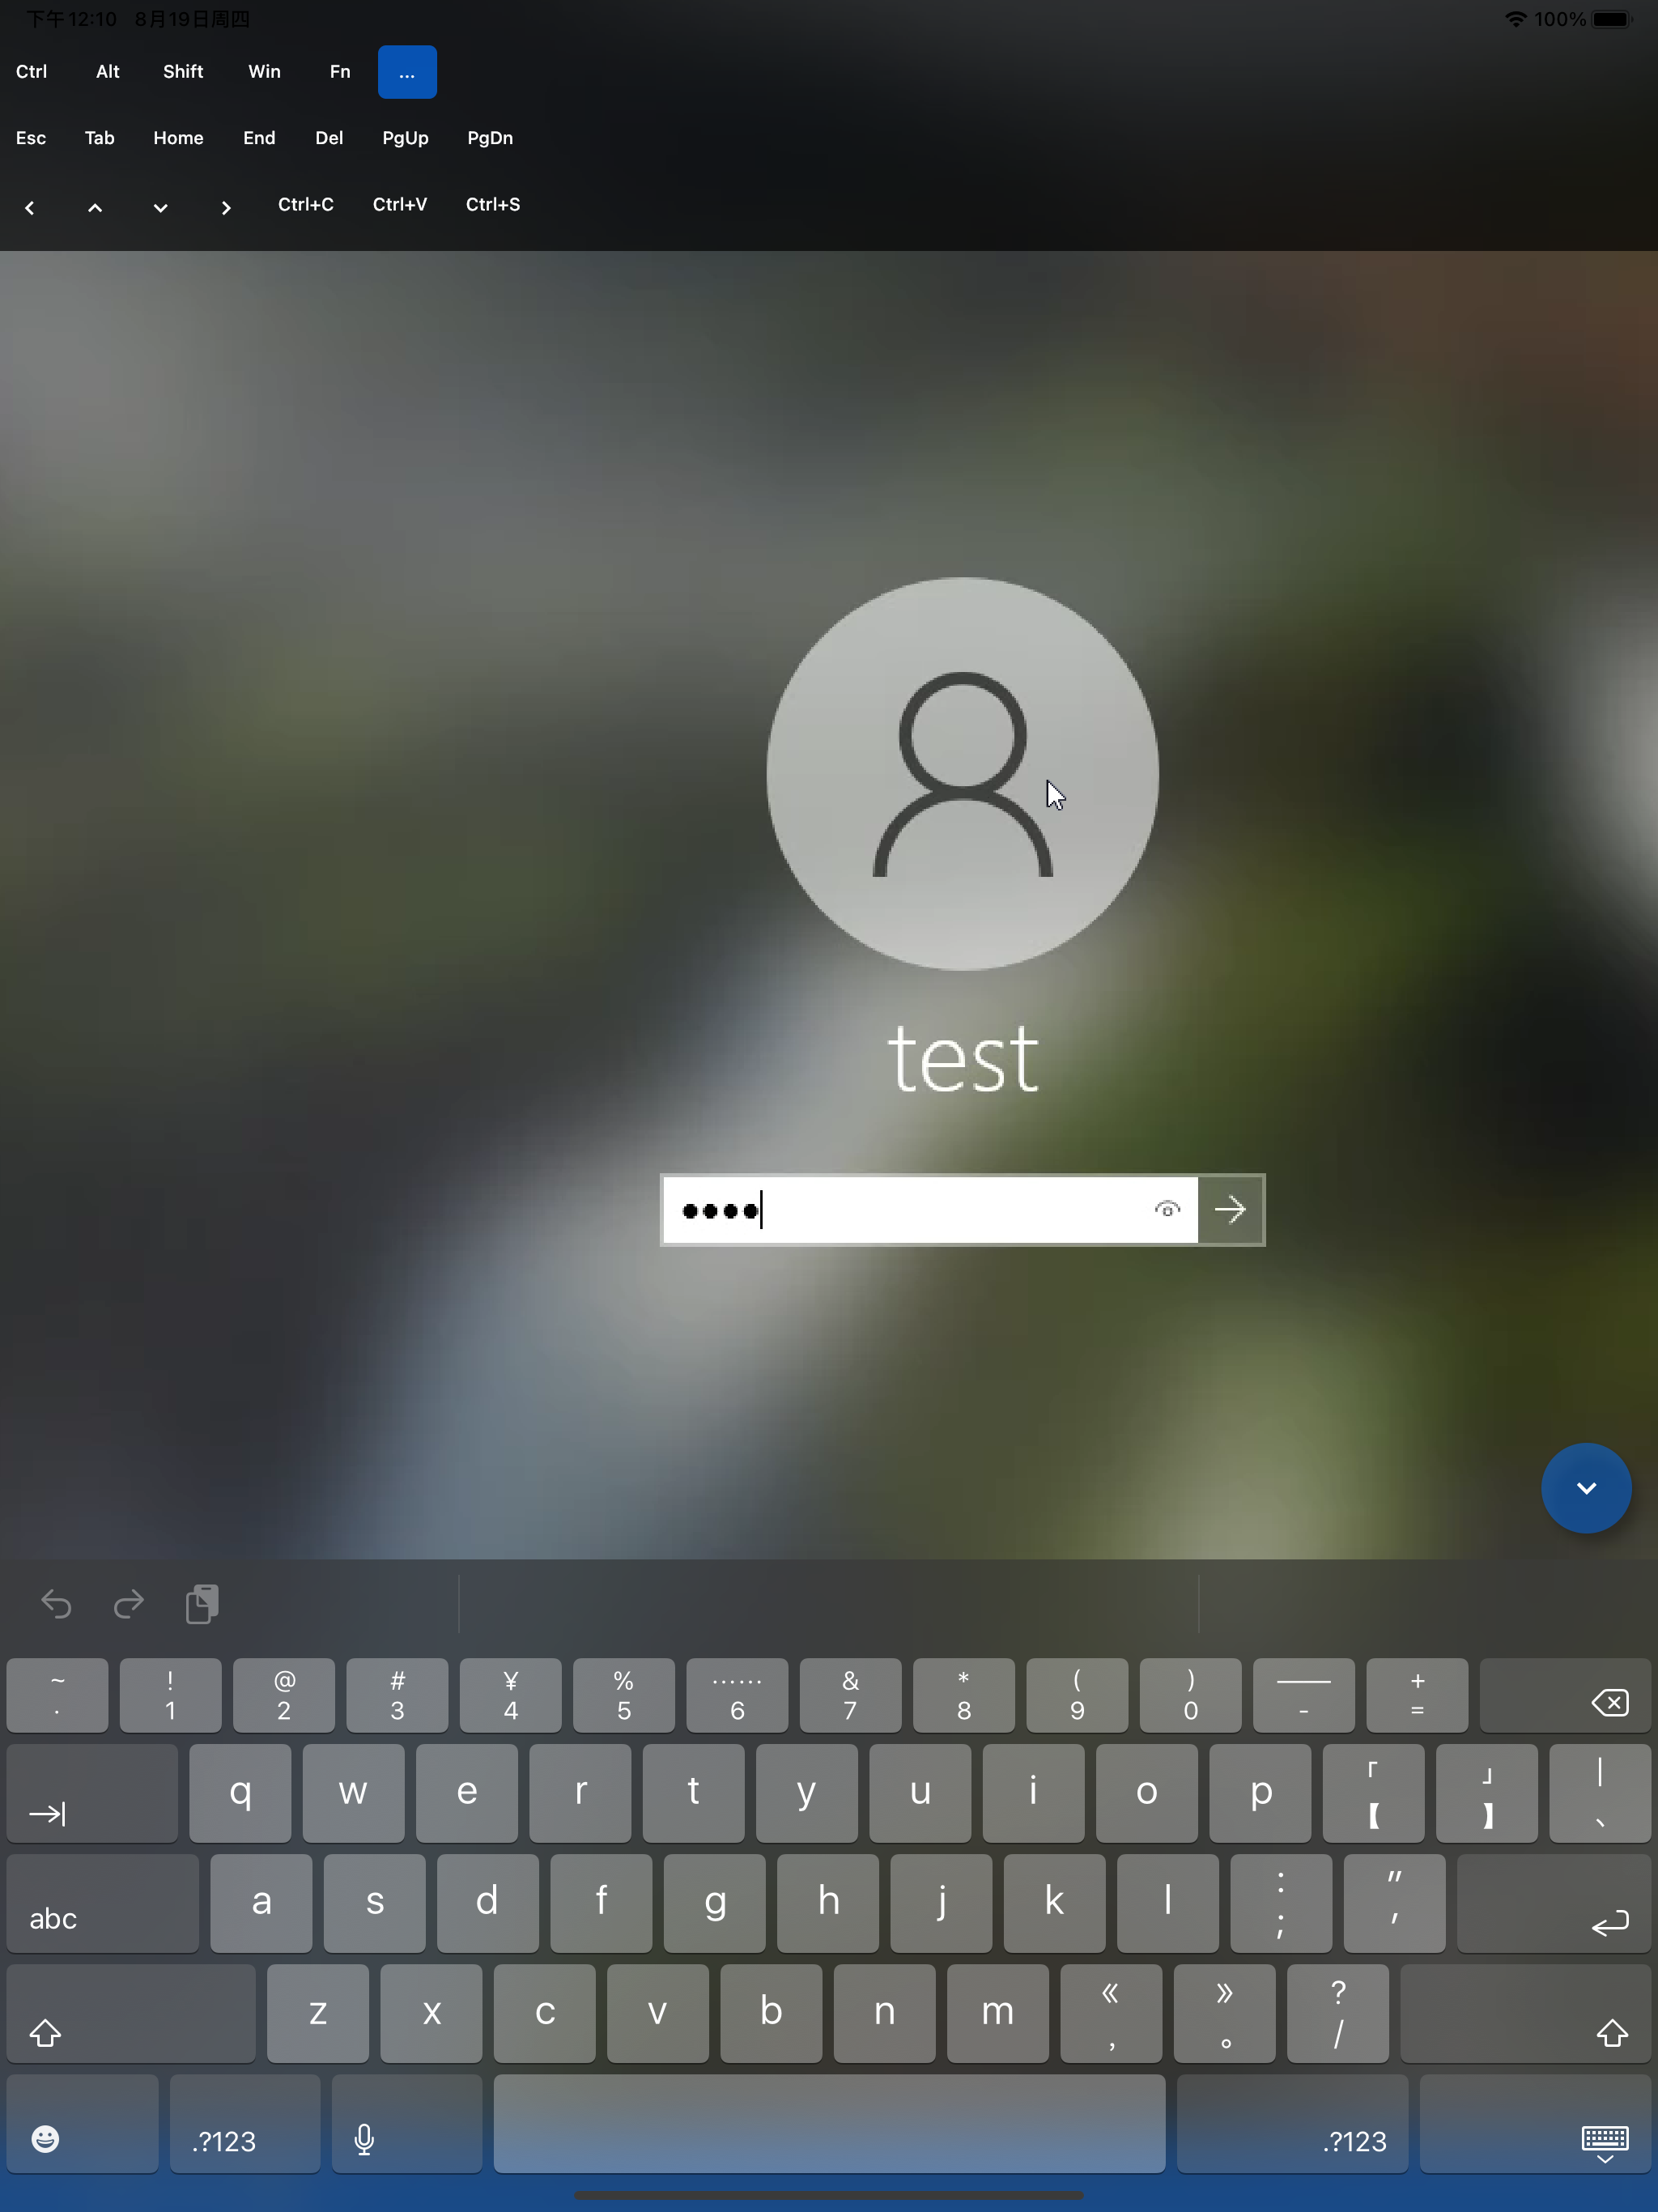 下午12:10 8月19日周四 100%
Ctrl Alt Shift Win Fn ...
Esc Tab Home End Del PgUp PgDn
Ctrl+C Ctrl+V Ctrl+S
test
~ ! @ # ¥ % …… & * ( ) —— +
· 1 2 3 4 5 6 7 8 9 0 - =
q w e r t y u i o p 「 」 |
【 】 、
abc a s d f g h j k l : "
; '
z x c v b n m 《 》 ?
, 。 /
.?123 .?123